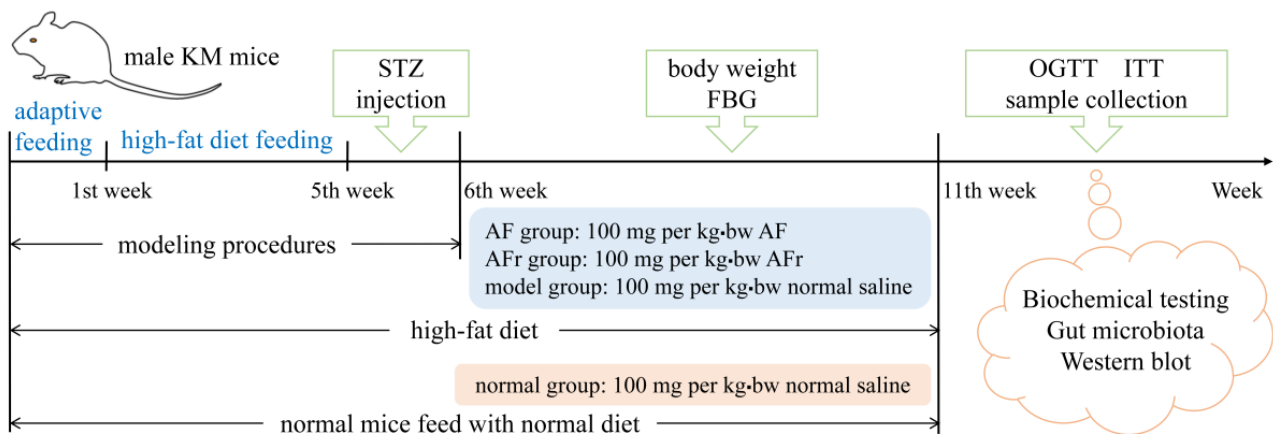 male KM mice
STZ
injection
body weight
FBG
OGTT ITT
sample collection
adaptive
feeding
high-fat diet feeding
1st week
5th week
6th week
11th week
Week
modeling procedures
AF group: 100 mg per kg·bw AF
AFr group: 100 mg per kg·bw AFr
model group: 100 mg per kg·bw normal saline
high-fat diet
normal group: 100 mg per kg·bw normal saline
normal mice feed with normal diet
Biochemical testing
Gut microbiota
Western blot